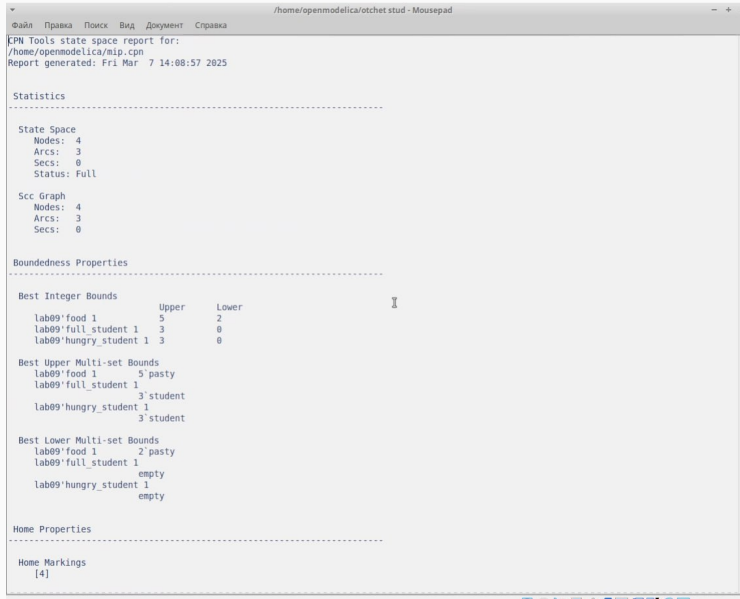 /home/openmodelica/otchet stud - Mousepad
Файл Правка Поиск Вид Документ Справка
CPN Tools state space report for:
/home/openmodelica/mip.cpn
Report generated: Fri Mar  7 14:08:57 2025
Statistics
------------------------------------------------------------------------
State Space
Nodes:  4
Arcs:   3
Secs:   0
Status: Full
Scc Graph
Nodes:  4
Arcs:   3
Secs:   0
Boundedness Properties
------------------------------------------------------------------------
Best Integer Bounds
Upper      Lower
lab09'food 1            5          2
lab09'full_student 1    3          0
lab09'hungry_student 1  3          0
Best Upper Multi-set Bounds
lab09'food 1        5`pasty
lab09'full_student 1
3`student
lab09'hungry_student 1
3`student
Best Lower Multi-set Bounds
lab09'food 1        2`pasty
lab09'full_student 1
empty
lab09'hungry_student 1
empty
Home Properties
------------------------------------------------------------------------
Home Markings
[4]